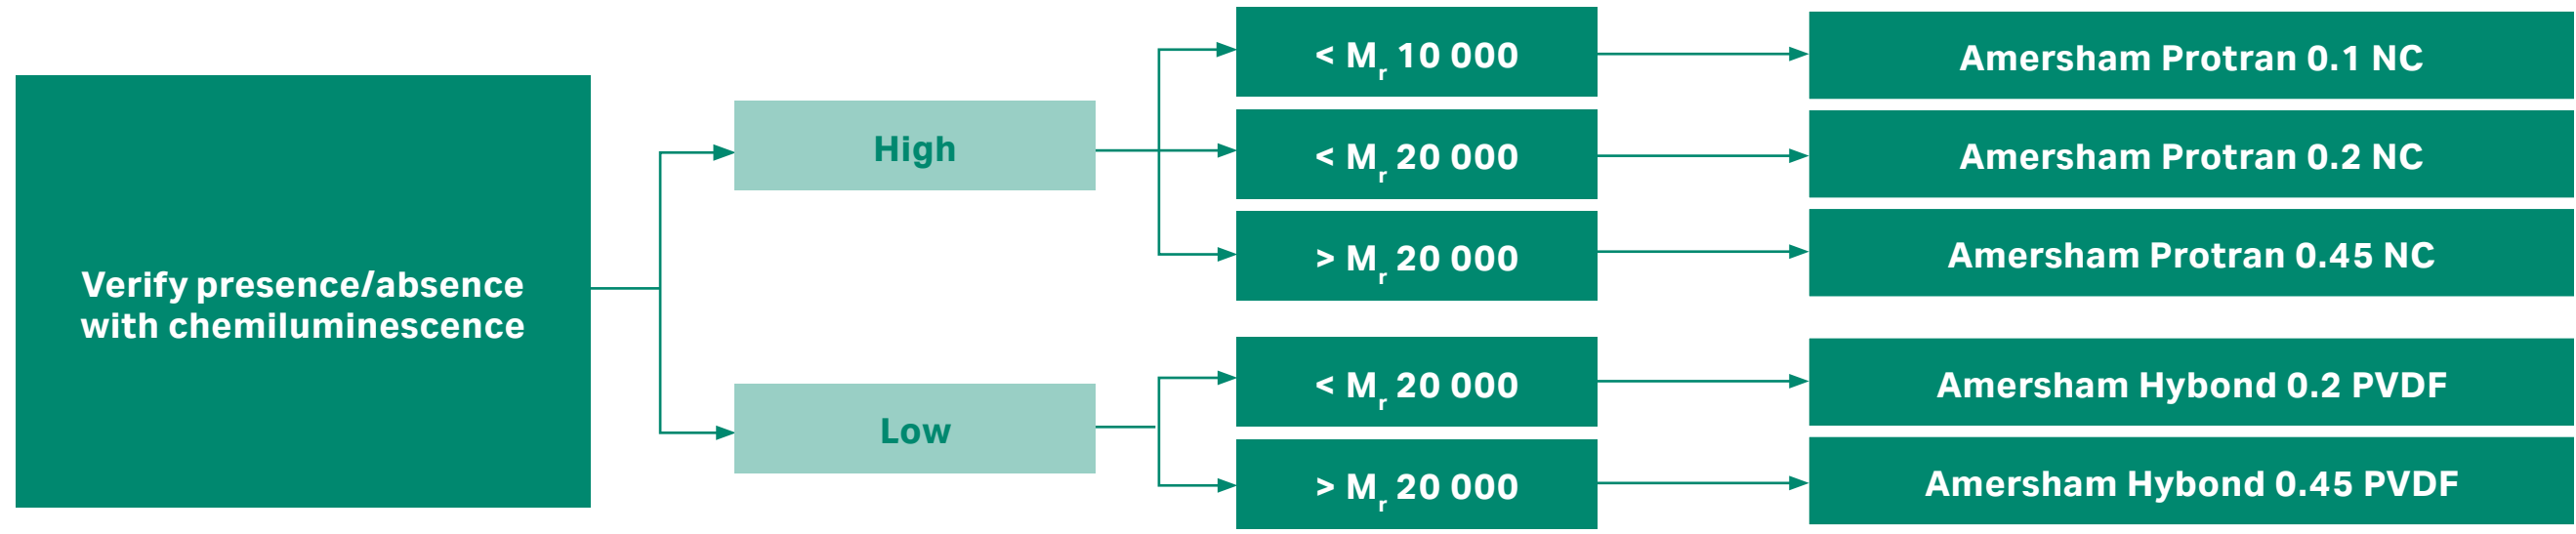 Verify presence/absence
with chemiluminescence
High
< Mr 10 000
Amersham Protran 0.1 NC
< Mr 20 000
Amersham Protran 0.2 NC
> Mr 20 000
Amersham Protran 0.45 NC
Low
< Mr 20 000
Amersham Hybond 0.2 PVDF
> Mr 20 000
Amersham Hybond 0.45 PVDF